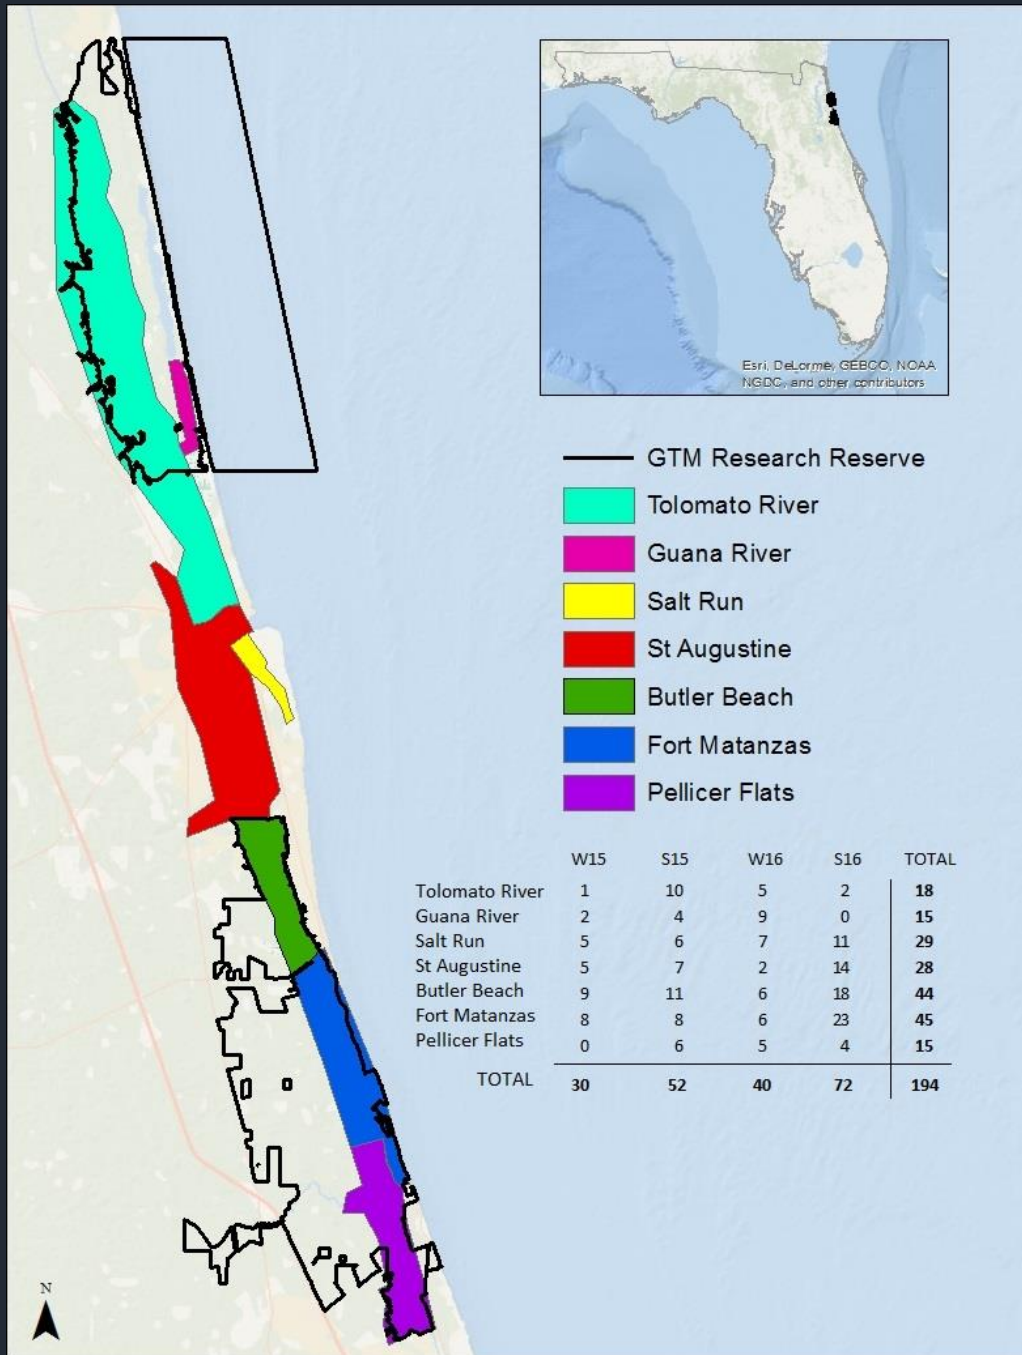 Esri, DeLorme, GEBCO, NOAA
NGDC, and other contributors
GTM Research Reserve
Tolomato River
Guana River
Salt Run
St Augustine
Butler Beach
Fort Matanzas
Pellicer Flats
W15 S15 W16 S16 TOTAL
Tolomato River 1 10 5 2 18
Guana River 2 4 9 0 15
Salt Run 5 6 7 11 29
St Augustine 5 7 2 14 28
Butler Beach 9 11 6 18 44
Fort Matanzas 8 8 6 23 45
Pellicer Flats 0 6 5 4 15
TOTAL 30 52 40 72 194
N